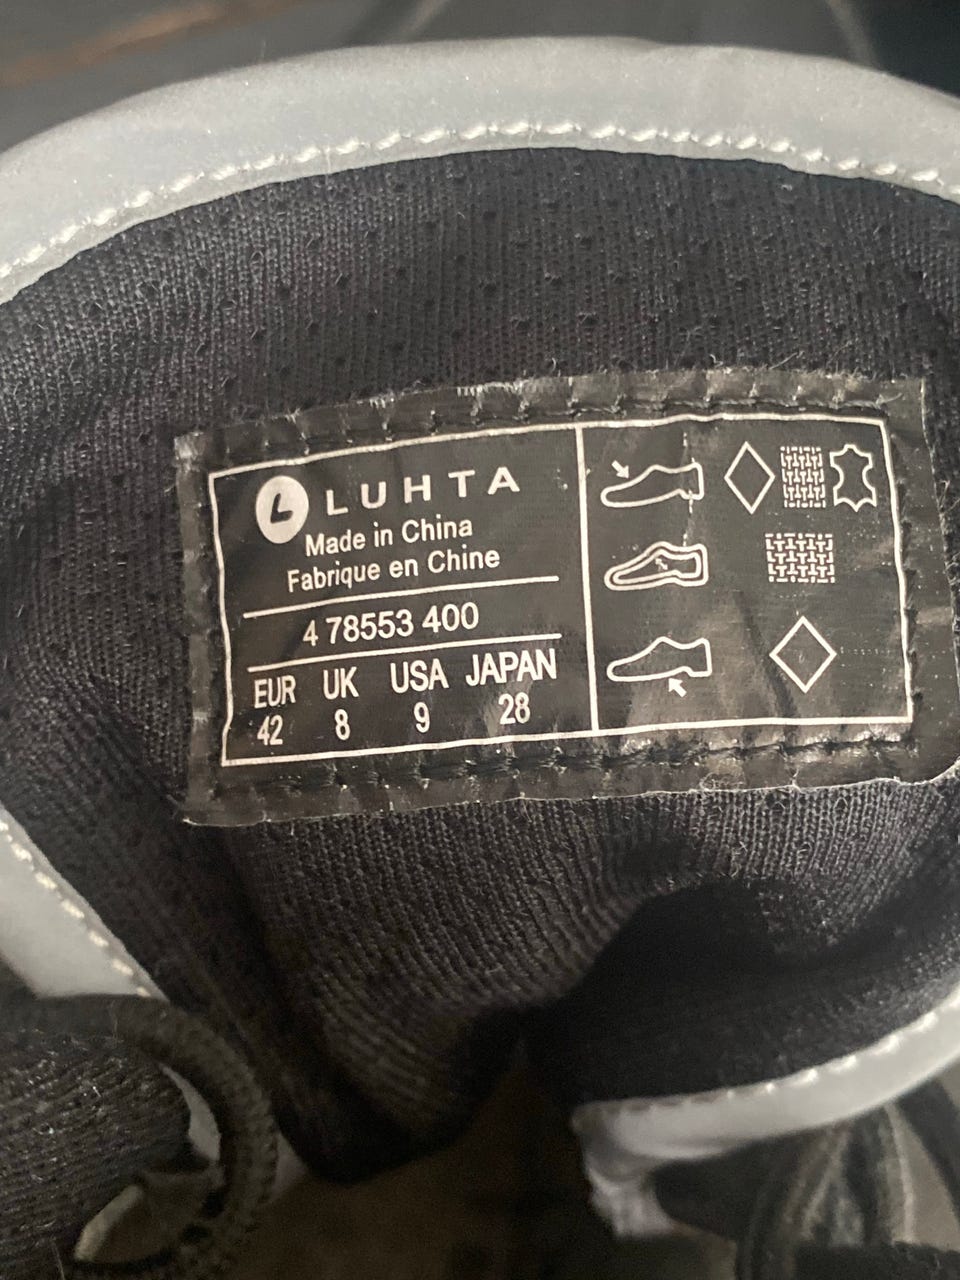 L LUHTA
Made in China
Fabrique en Chine
4 78553 400
EUR UK USA JAPAN
42 8 9 28